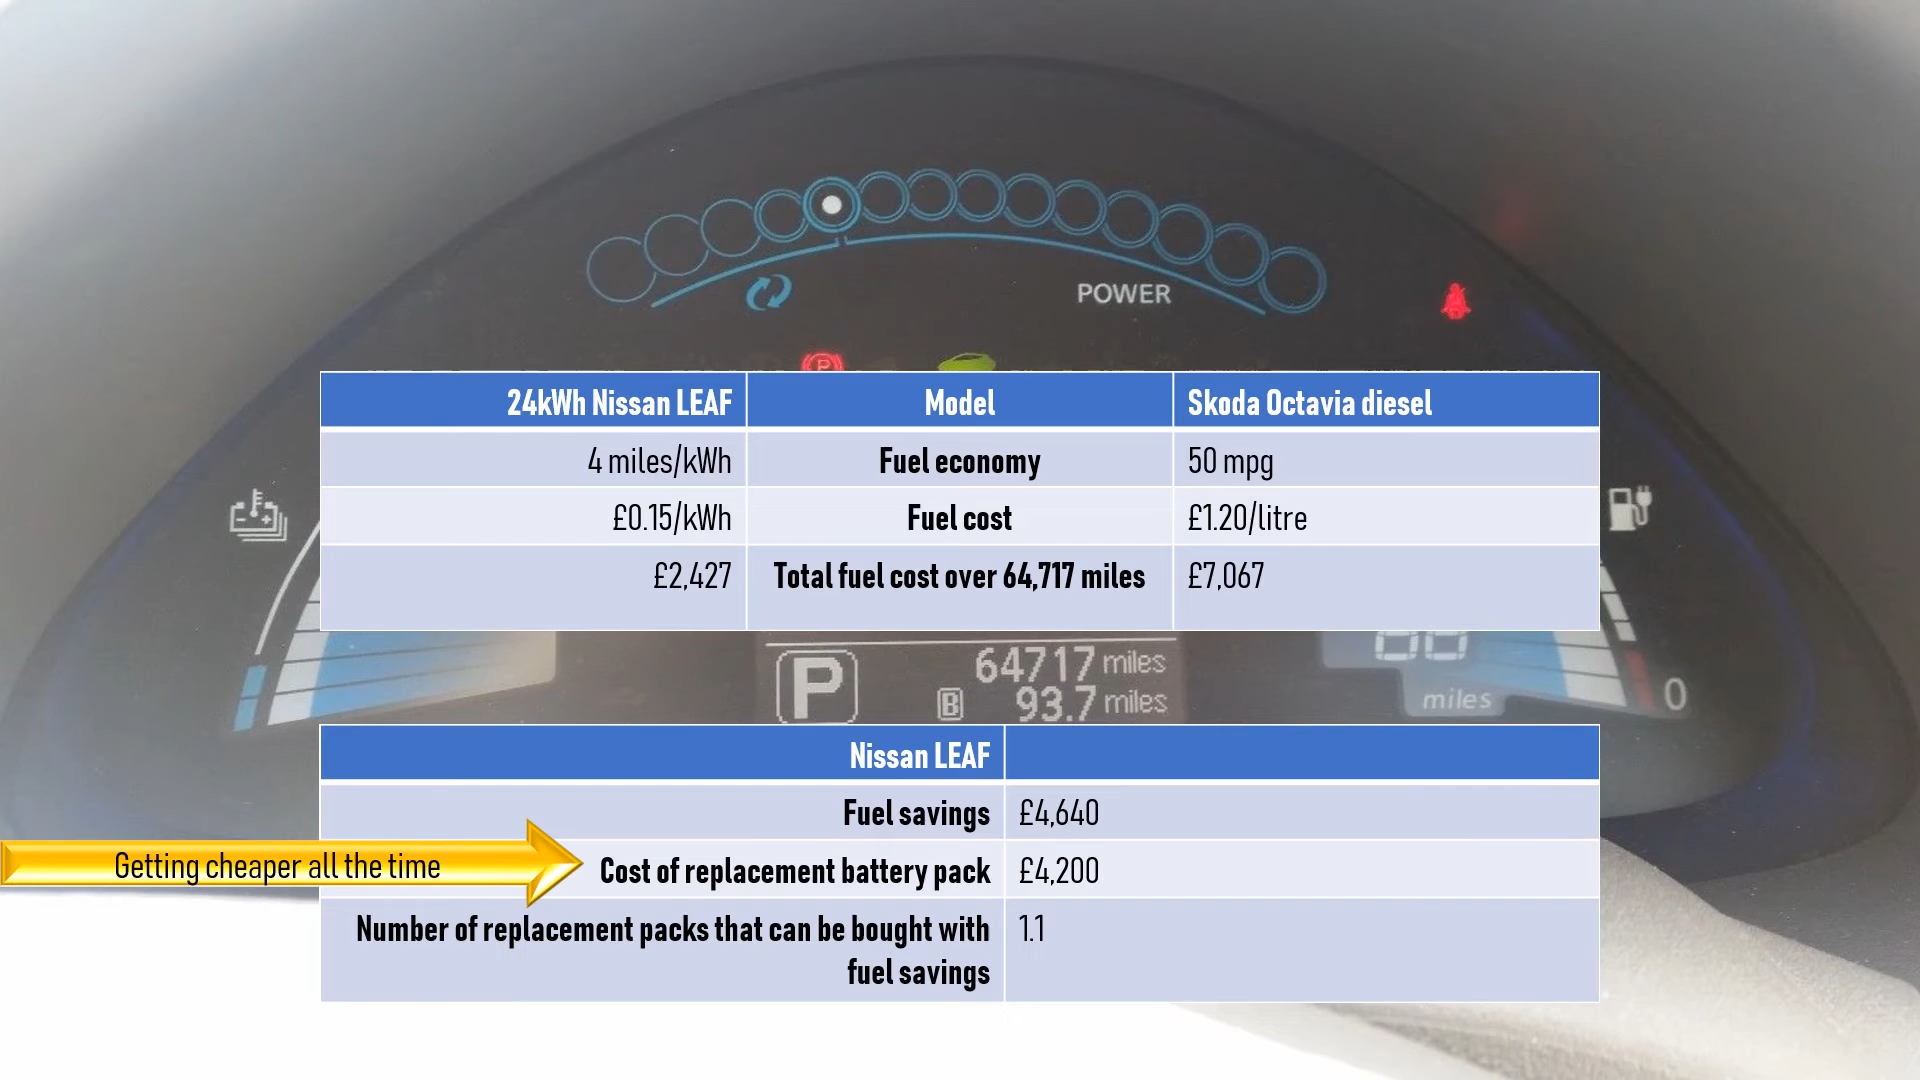 POWER
24kWh Nissan LEAF Model Skoda Octavia diesel
4 miles/kWh Fuel economy 50 mpg
£0.15/kWh Fuel cost £1.20/litre
£2,427 Total fuel cost over 64,717 miles £7,067
P 64717 miles
B 93.7 miles
miles 0
Nissan LEAF
Fuel savings £4,640
Getting cheaper all the time Cost of replacement battery pack £4,200
Number of replacement packs that can be bought with 1.1
fuel savings